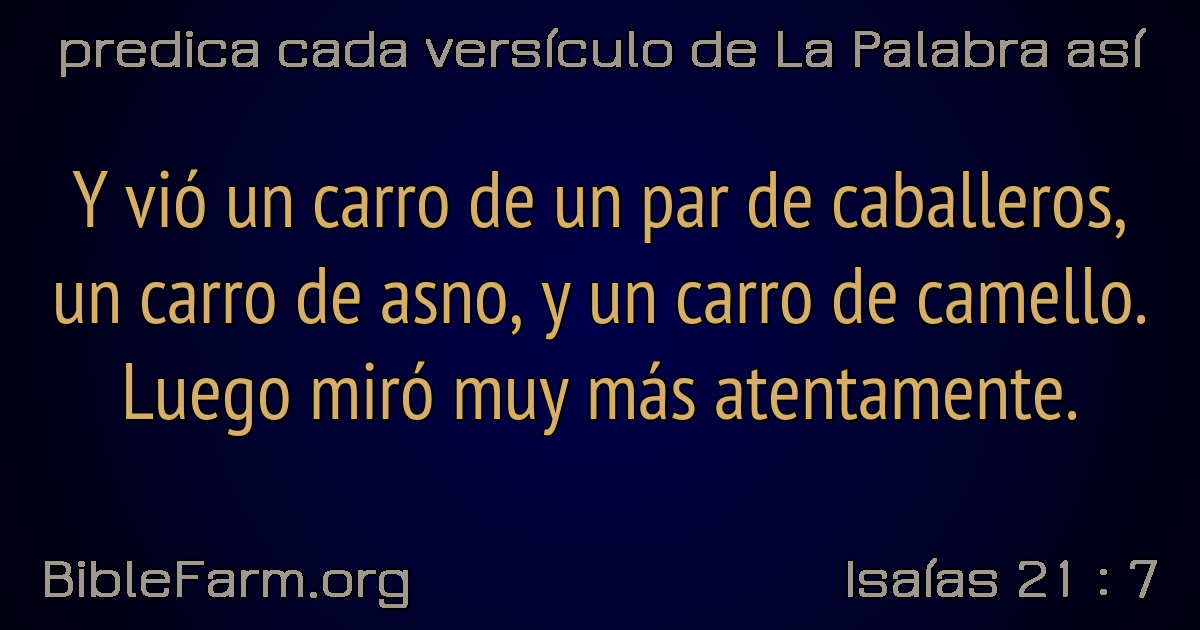 predica cada versículo de La Palabra así
Y vió un carro de un par de caballeros,
un carro de asno, y un carro de camello.
Luego miró muy más atentamente.
BibleFarm.org
Isaías 21 : 7